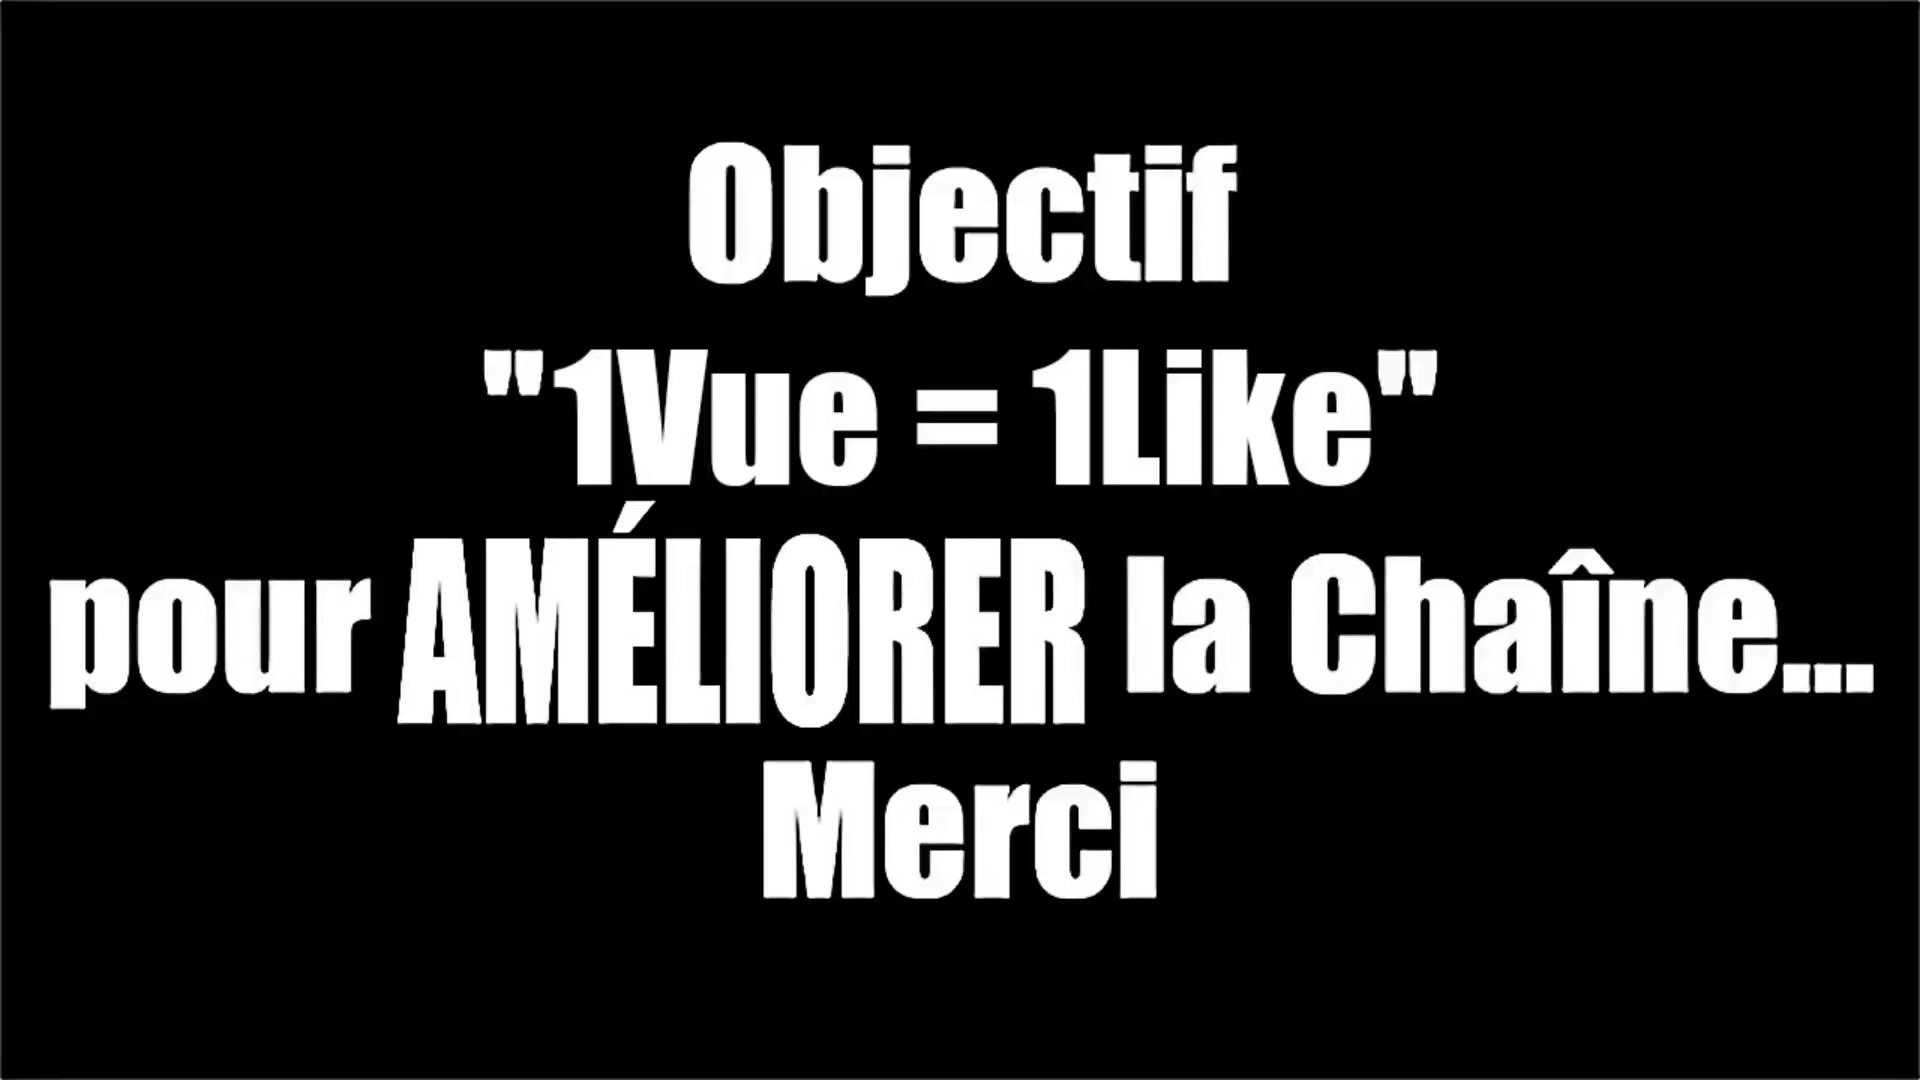 Objectif
"1Vue = 1Like"
pour AMÉLIORER la Chaîne...
Merci